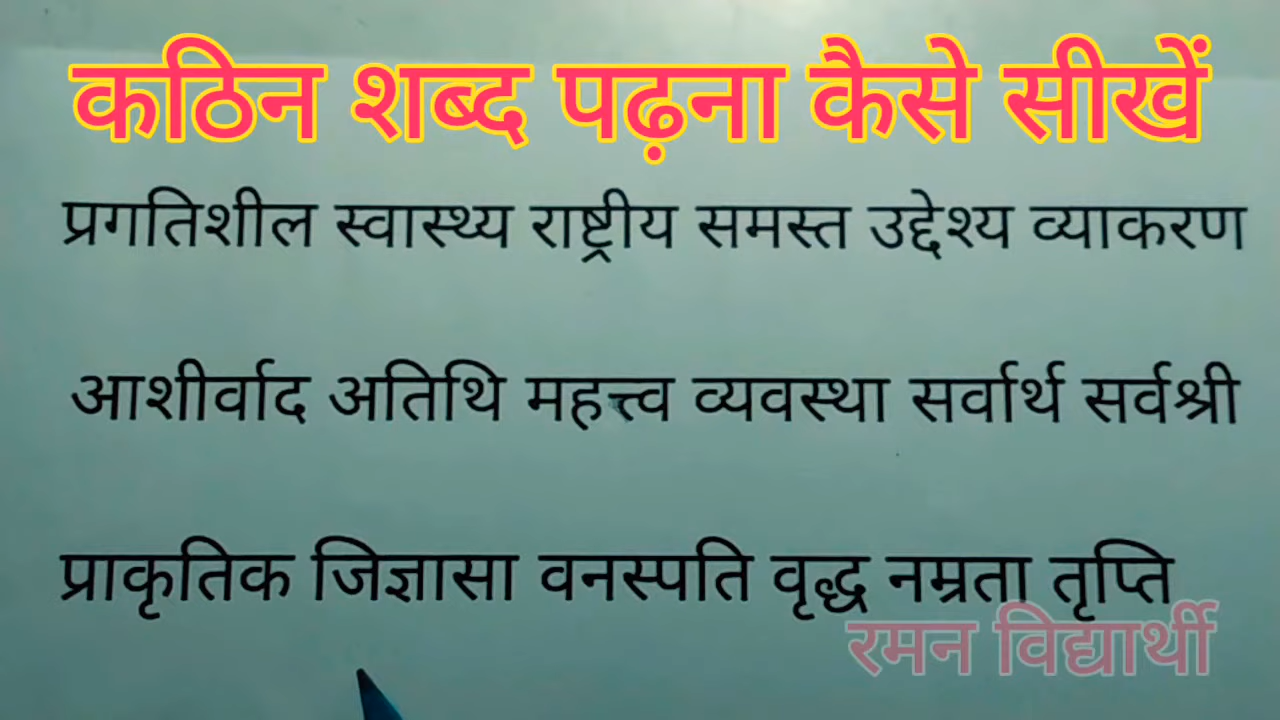 कठिन शब्द पढ़ना कैसे सीखें
प्रगतिशील स्वास्थ्य राष्ट्रीय समस्त उद्देश्य व्याकरण
आशीर्वाद अतिथि महत्त्व व्यवस्था सर्वार्थ सर्वश्री
प्राकृतिक जिज्ञासा वनस्पति वृद्ध नम्रता तृप्ति
रमन विद्यार्थी